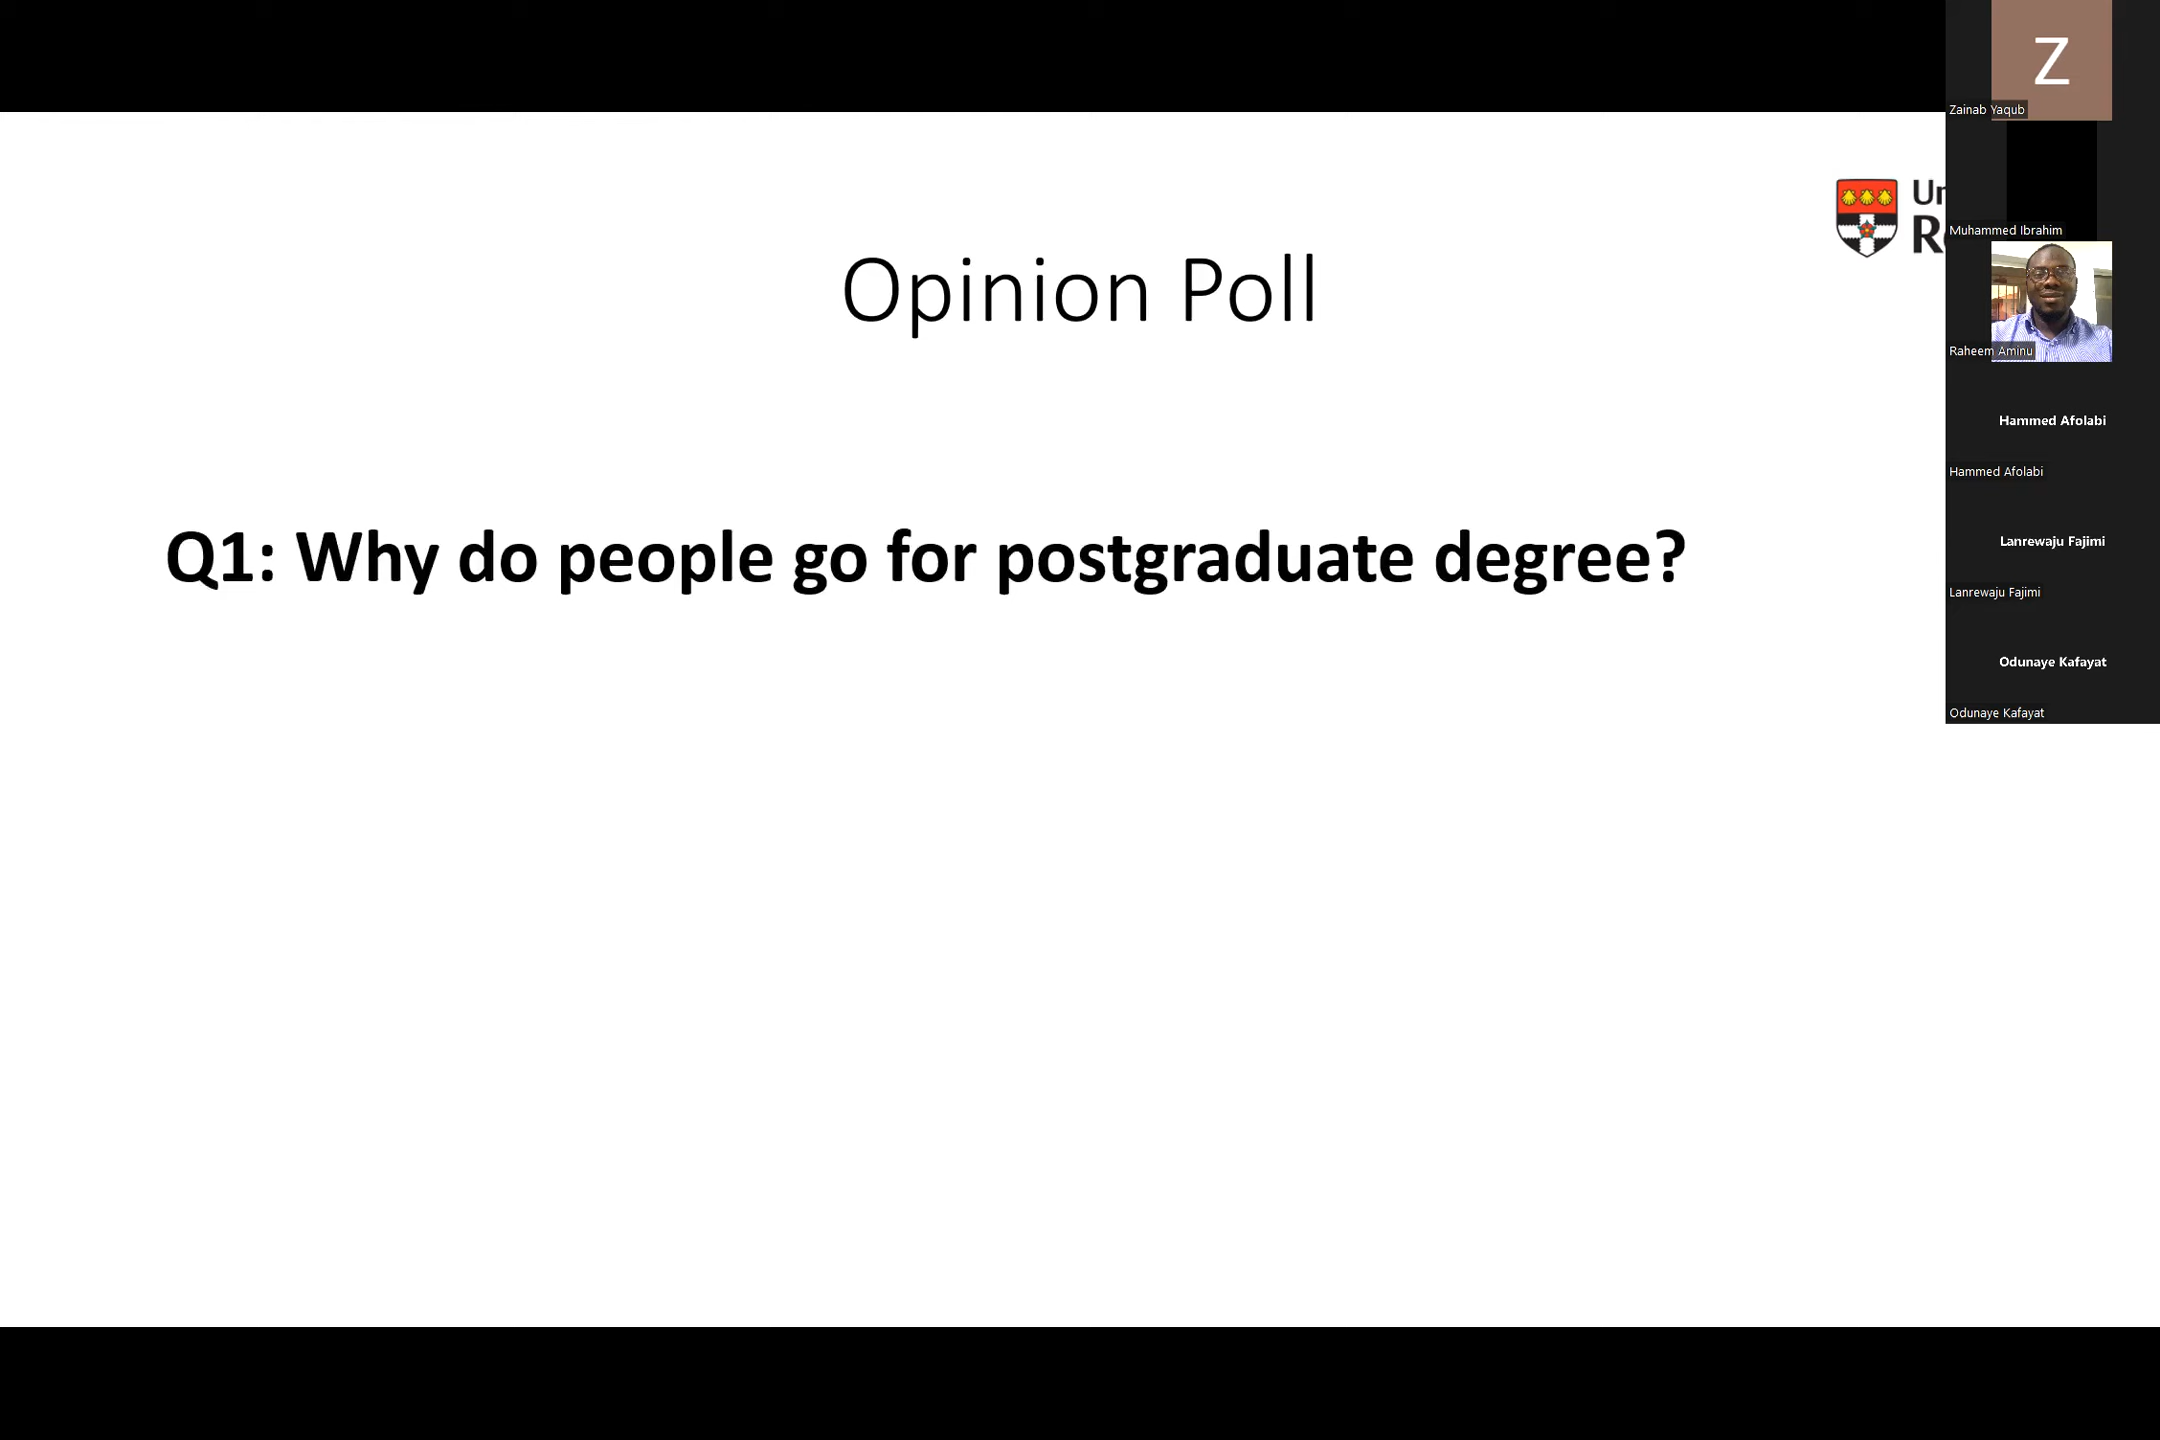 Z
Zainab Yaqub
Muhammed Ibrahim
Opinion Poll
Raheem Aminu
Hammed Afolabi
Hammed Afolabi
Q1: Why do people go for postgraduate degree?
Lanrewaju Fajimi
Lanrewaju Fajimi
Odunaye Kafayat
Odunaye Kafayat